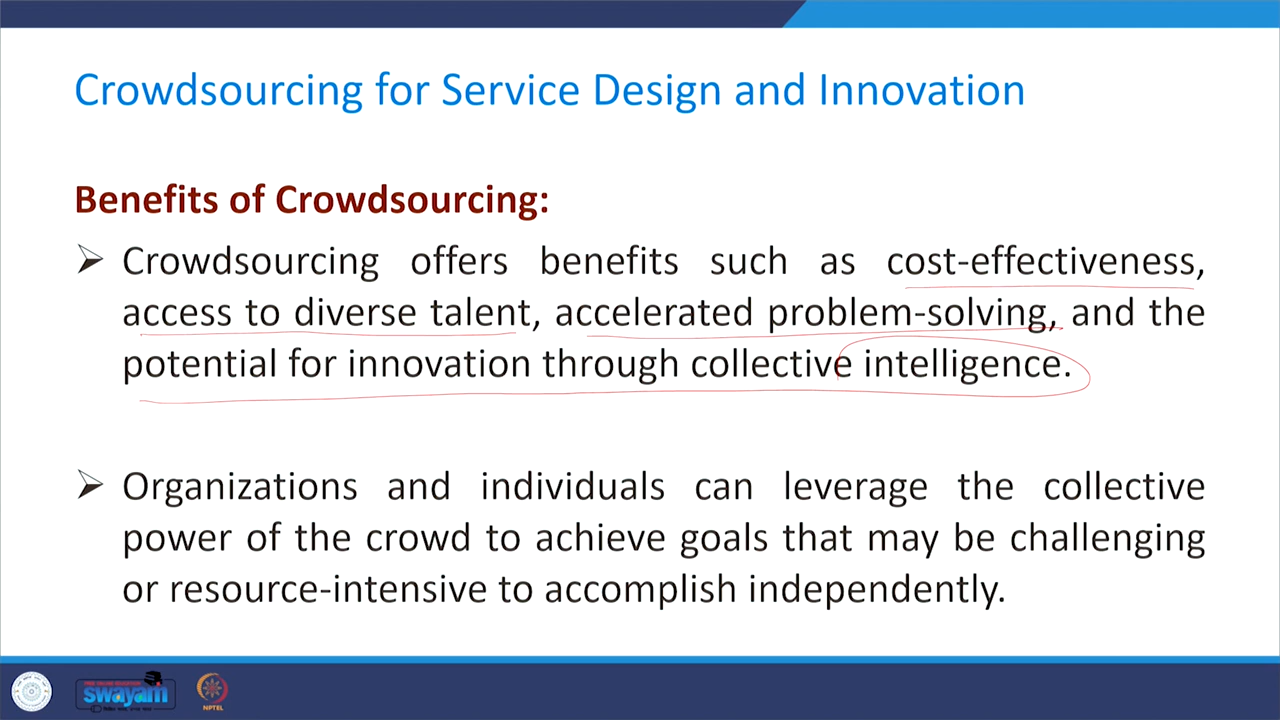 Crowdsourcing for Service Design and Innovation
Benefits of Crowdsourcing:
➢ Crowdsourcing offers benefits such as cost-effectiveness,
access to diverse talent, accelerated problem-solving, and the
potential for innovation through collective intelligence.
➢ Organizations and individuals can leverage the collective
power of the crowd to achieve goals that may be challenging
or resource-intensive to accomplish independently.
swayam
NPTEL